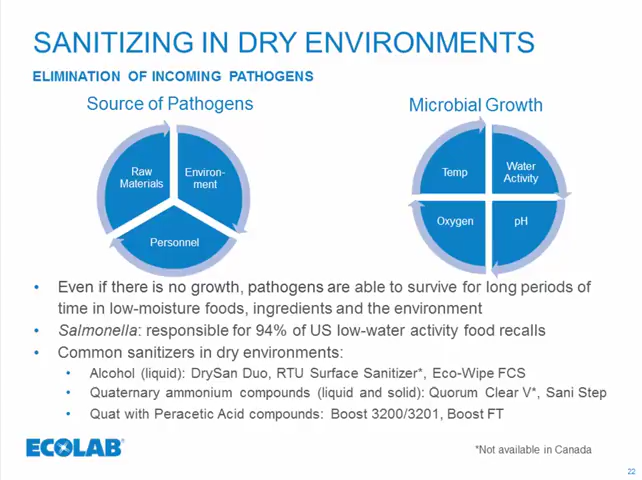 SANITIZING IN DRY ENVIRONMENTS
ELIMINATION OF INCOMING PATHOGENS
Source of Pathogens
Raw
Materials
Environ-
ment
Personnel
Microbial Growth
Temp
Water
Activity
Oxygen
pH
• Even if there is no growth, pathogens are able to survive for long periods of
time in low-moisture foods, ingredients and the environment
• Salmonella: responsible for 94% of US low-water activity food recalls
• Common sanitizers in dry environments:
• Alcohol (liquid): DrySan Duo, RTU Surface Sanitizer*, Eco-Wipe FCS
• Quaternary ammonium compounds (liquid and solid): Quorum Clear V*, Sani Step
• Quat with Peracetic Acid compounds: Boost 3200/3201, Boost FT
ECOLAB
*Not available in Canada
22